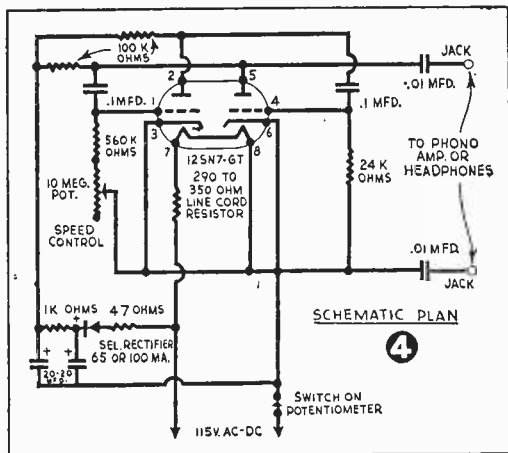 100 K
OHMS
JACK
.01 MFD.
2
5
.1MFD.
1
4
.1 MFD.
3
6
560K
OHMS
7
8
12SN7-GT
290 TO
350 OHM
LINE CORD
RESISTOR
24K
OHMS
TO PHONO
AMP. OR
HEADPHONES
10 MEG.
POT.
SPEED
CONTROL
.01 MFD.
JACK
1K OHMS
+
47 OHMS
SEL. RECTIFIER
65 OR 100 MA.
SCHEMATIC PLAN
4
+
+
20-20
MFD.
SWITCH ON
POTENTIOMETER
115V. AC-DC